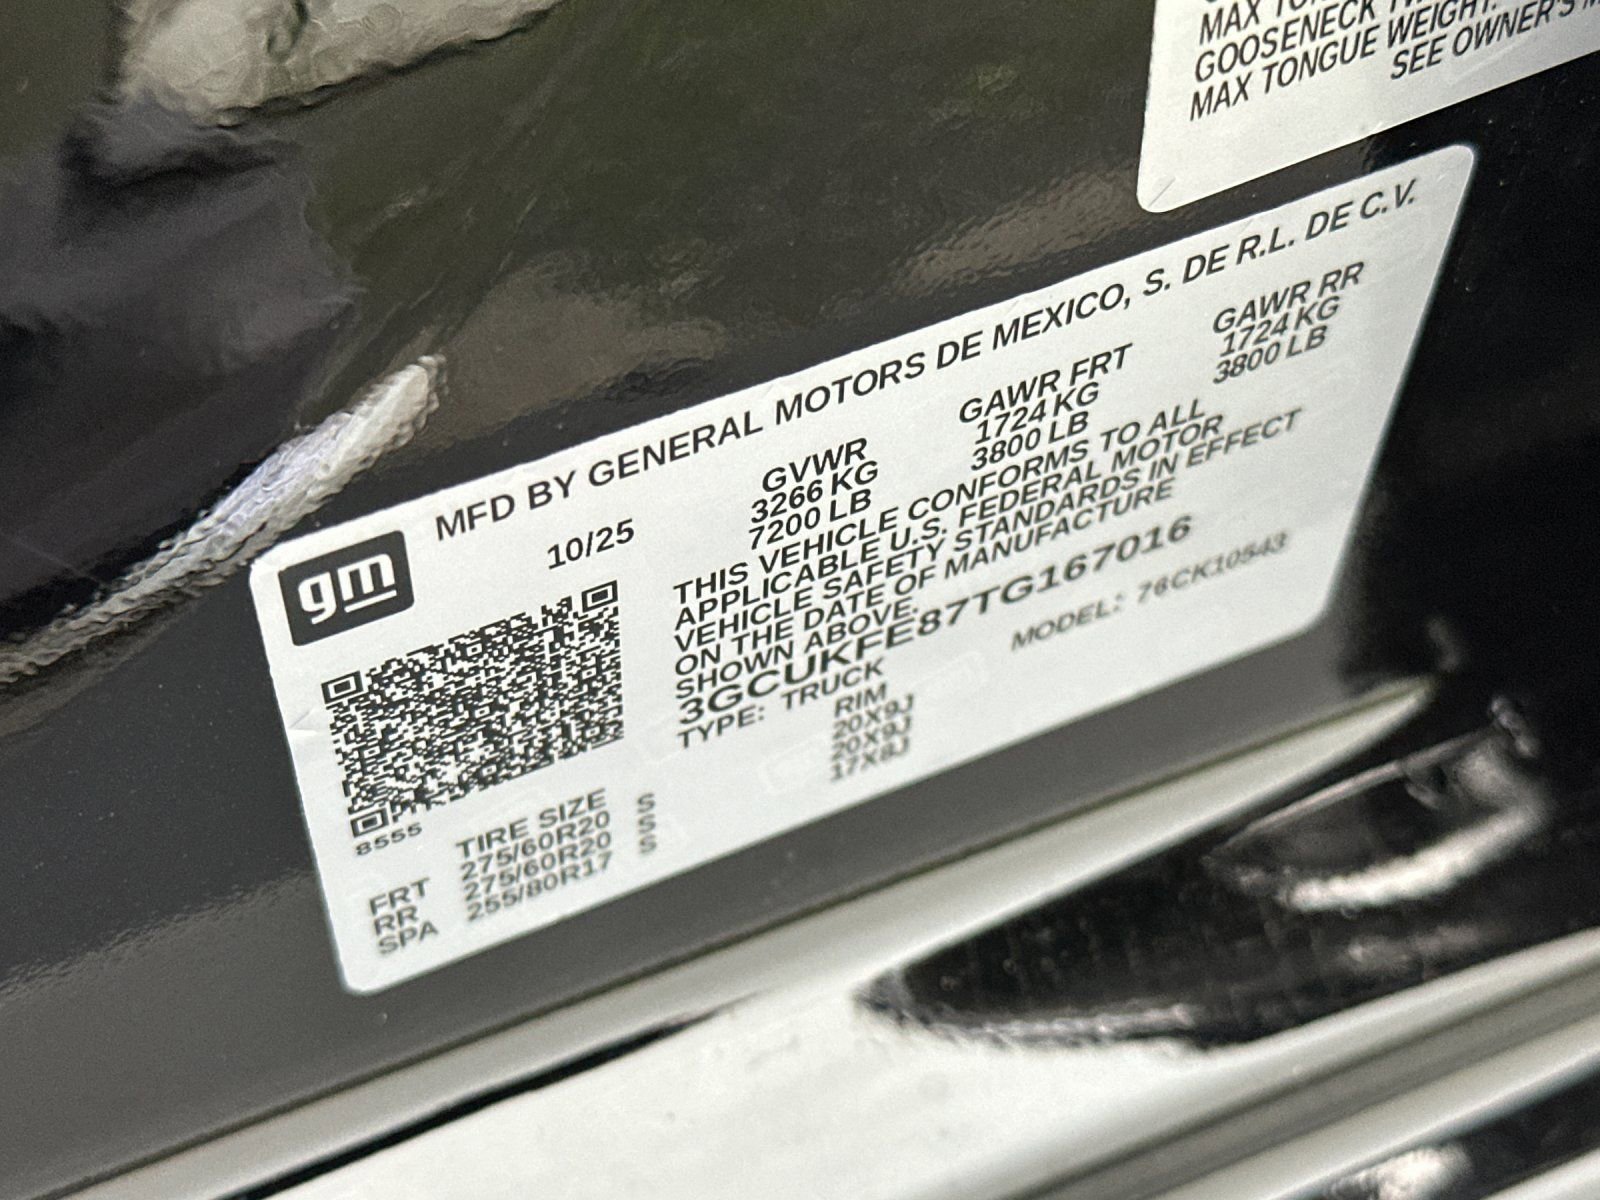 GOOSENECK
MAX TONGUE WEIGHT:
SEE OWNER'S
gm
MFD BY GENERAL MOTORS DE MEXICO, S. DE R.L. DE C.V.
10/25
GVWR GAWR FRT GAWR RR
3266 KG 1724 KG 1724 KG
7200 LB 3800 LB 3800 LB
THIS VEHICLE CONFORMS TO ALL
APPLICABLE U.S. FEDERAL MOTOR
VEHICLE SAFETY STANDARDS IN EFFECT
ON THE DATE OF MANUFACTURE
SHOWN ABOVE.
3GCUKFE87TG167016
TYPE: TRUCK MODEL: 76CK10543
8555
TIRE SIZE RIM
FRT 275/60R20 S 20X9J
RR 275/60R20 S 20X9J
SPA 255/80R17 S 17X8J